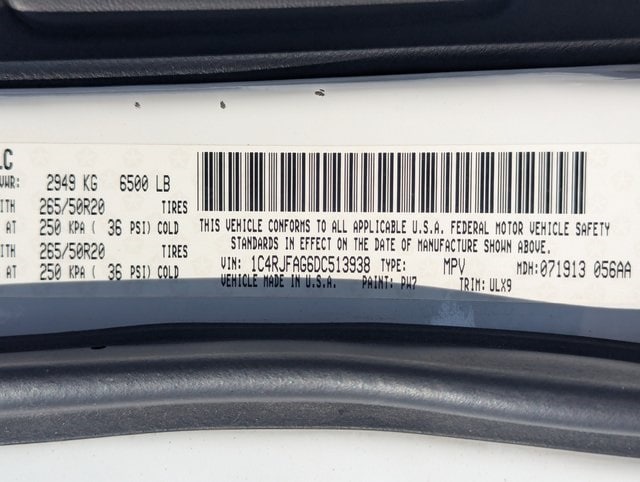 LC
VWR: 2949 KG 6500 LB
ITH 265/50R20 TIRES
AT 250 KPA ( 36 PSI) COLD
ITH 265/50R20 TIRES
AT 250 KPA ( 36 PSI) COLD
THIS VEHICLE CONFORMS TO ALL APPLICABLE U.S.A. FEDERAL MOTOR VEHICLE SAFETY
STANDARDS IN EFFECT ON THE DATE OF MANUFACTURE SHOWN ABOVE.
VIN: 1C4RJFAG6DC513938 TYPE: MPV MDH:071913 056AA
VEHICLE MADE IN U.S.A. PAINT: PW7 TRIM:ULX9